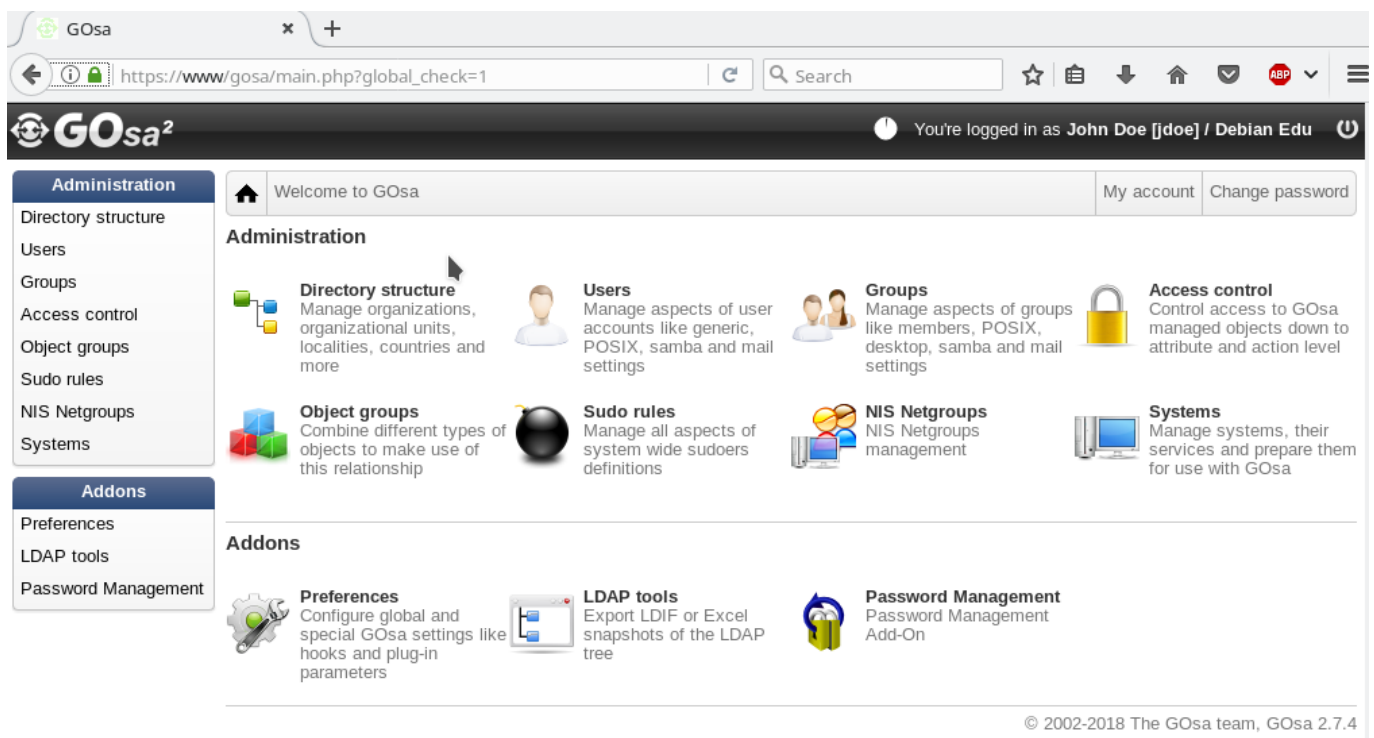 GOsa
https://www/gosa/main.php?global_check=1
Search
ABP
GOsa²
You're logged in as John Doe [jdoe] / Debian Edu
Administration
Directory structure
Users
Groups
Access control
Object groups
Sudo rules
NIS Netgroups
Systems
Addons
Preferences
LDAP tools
Password Management
Welcome to GOsa
My account
Change password
Administration
Directory structure
Manage organizations,
organizational units,
localities, countries and
more
Users
Manage aspects of user
accounts like generic,
POSIX, samba and mail
settings
Groups
Manage aspects of groups
like members, POSIX,
desktop, samba and mail
settings
Access control
Control access to GOsa
managed objects down to
attribute and action level
Object groups
Combine different types of
objects to make use of
this relationship
Sudo rules
Manage all aspects of
system wide sudoers
definitions
NIS Netgroups
NIS Netgroups
management
Systems
Manage systems, their
services and prepare them
for use with GOsa
Addons
Preferences
Configure global and
special GOsa settings like
hooks and plug-in
parameters
LDAP tools
Export LDIF or Excel
snapshots of the LDAP
tree
Password Management
Password Management
Add-On
© 2002-2018 The GOsa team, GOsa 2.7.4